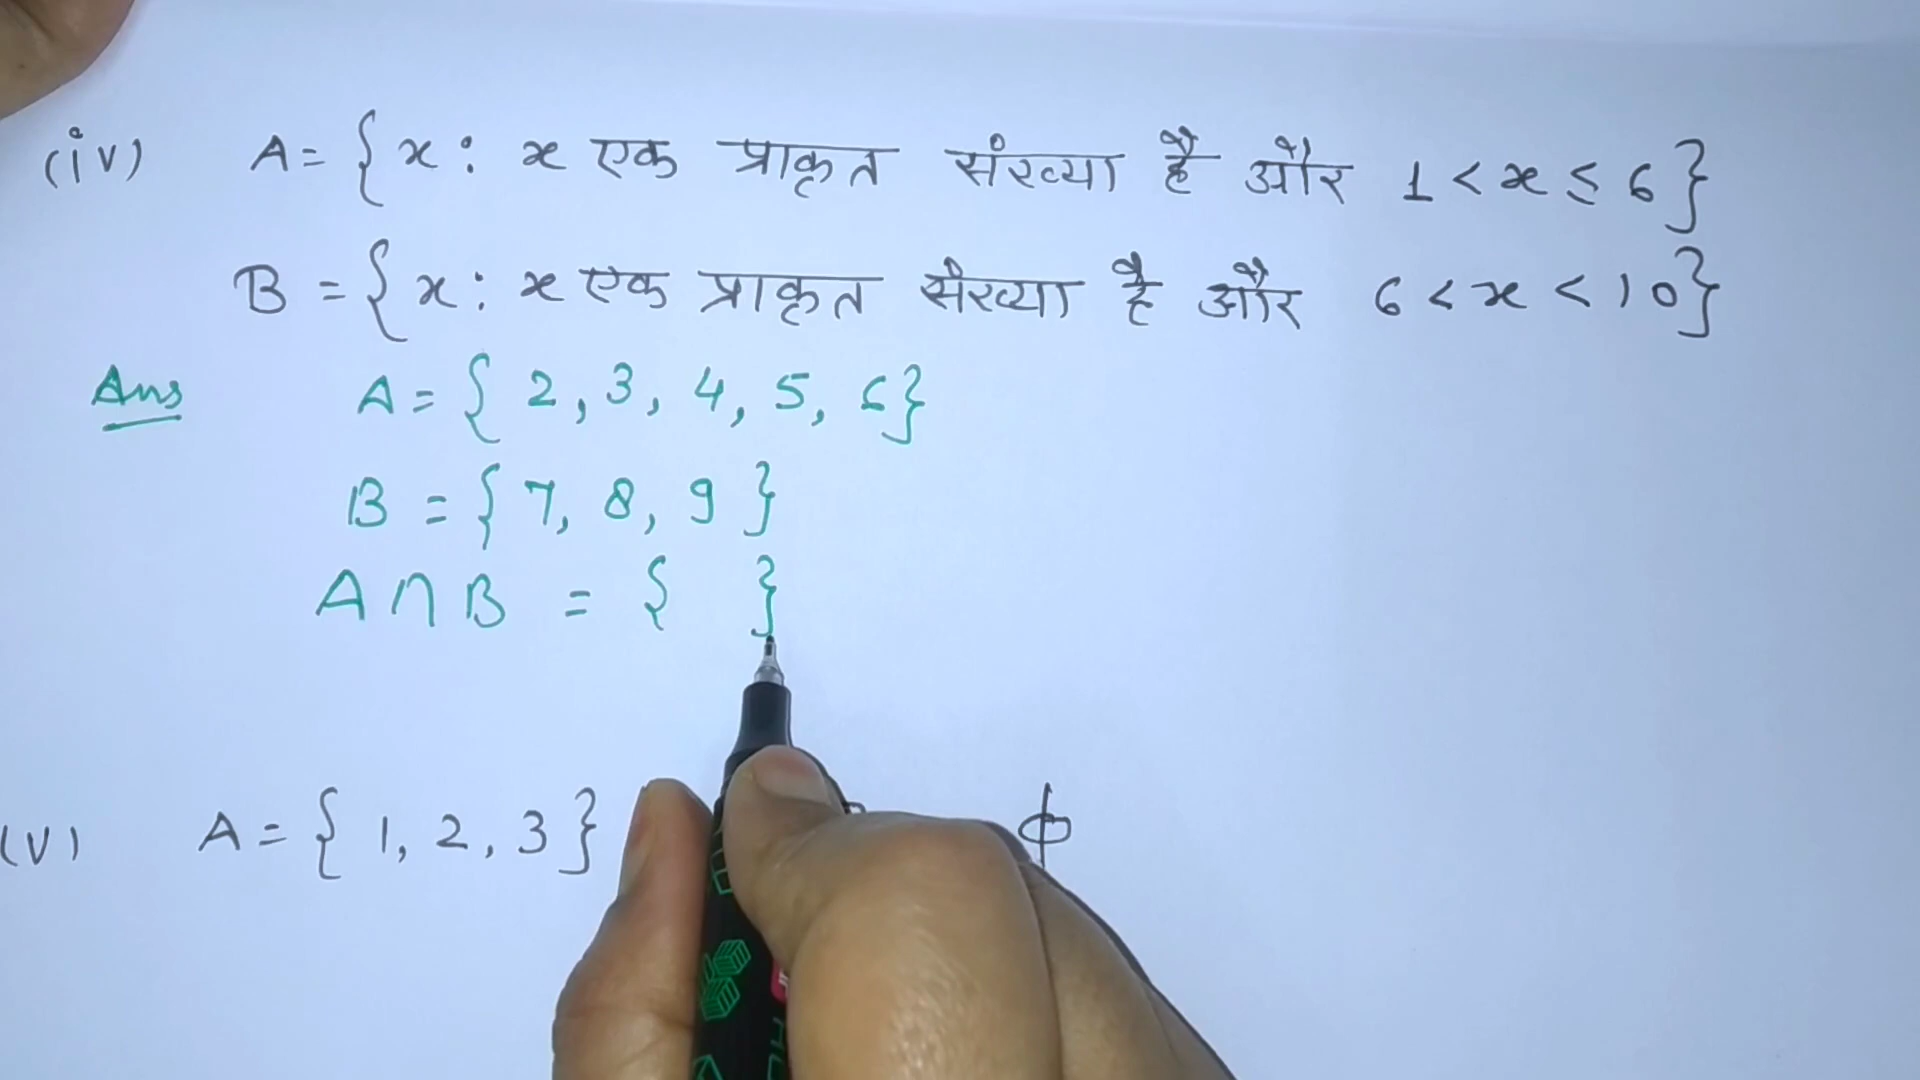 (iv) A = {x : x एक प्राकृत संख्या है और 1 < x ≤ 6}
B = {x : x एक प्राकृत संख्या है और 6 < x < 10}
Ans A = { 2, 3, 4, 5, 6}
B = { 7, 8, 9 }
A ∩ B = { }
(v) A = { 1, 2, 3 } ϕ